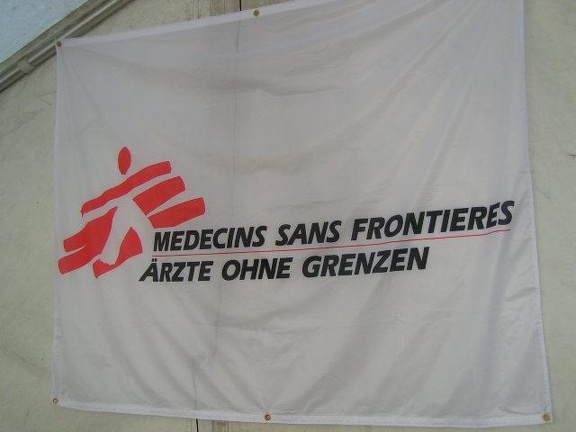 MEDECINS SANS FRONTIERES
ÄRZTE OHNE GRENZEN